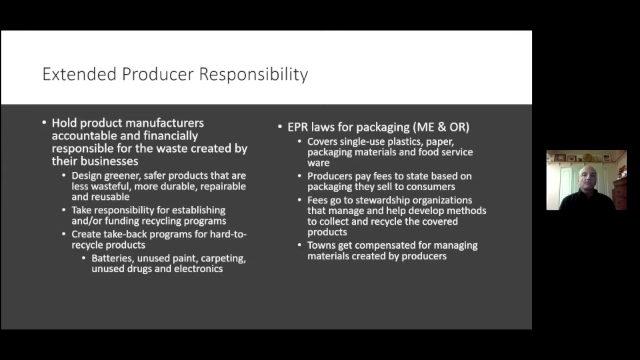 Extended Producer Responsibility
• Hold product manufacturers
accountable and financially
responsible for the waste created by
their businesses
• Design greener, safer products that are
less wasteful, more durable, repairable
and reusable
• Take responsibility for establishing
and/or funding recycling programs
• Create take-back programs for hard-to-
recycle products
• Batteries, unused paint, carpeting,
unused drugs and electronics
• EPR laws for packaging (ME & OR)
• Covers single-use plastics, paper,
packaging materials and food service
ware
• Producers pay fees to state based on
packaging they sell to consumers
• Fees go to stewardship organizations
that manage and help develop methods
to collect and recycle the covered
products
• Towns get compensated for managing
materials created by producers